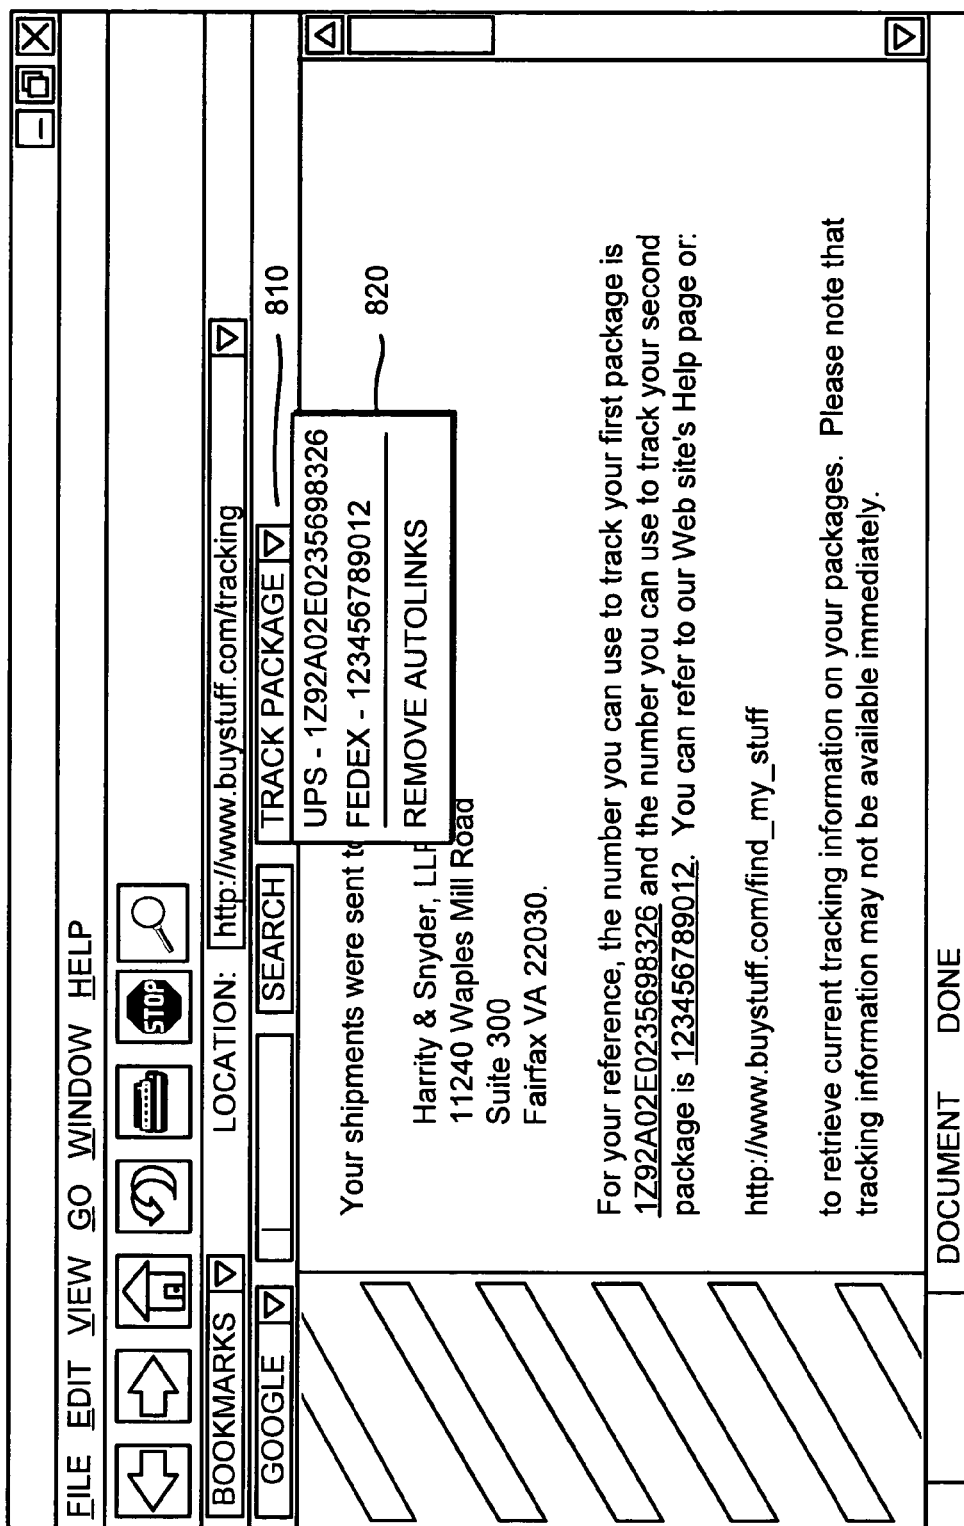 FILE EDIT VIEW GO WINDOW HELP
STOP
BOOKMARKS LOCATION: http://www.buystuff.com/tracking
GOOGLE SEARCH TRACK PACKAGE 810
UPS - 1Z92A02E0235698326
FEDEX - 123456789012
REMOVE AUTOLINKS
820
Your shipments were sent to
Harrity & Snyder, LLP
11240 Waples Mill Road
Suite 300
Fairfax VA 22030.
For your reference, the number you can use to track your first package is
1Z92A02E0235698326 and the number you can use to track your second
package is 123456789012. You can refer to our Web site's Help page or:
http://www.buystuff.com/find_my_stuff
to retrieve current tracking information on your packages. Please note that
tracking information may not be available immediately.
DOCUMENT DONE